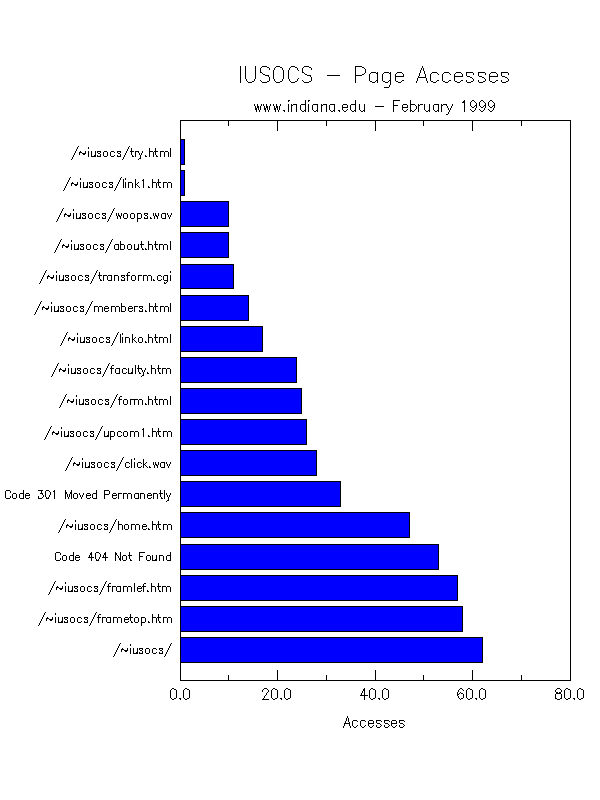 IUSOCS – Page Accesses
www.indiana.edu – February 1999
/~iusocs/try.html
/~iusocs/link1.htm
/~iusocs/woops.wav
/~iusocs/about.html
/~iusocs/transform.cgi
/~iusocs/members.html
/~iusocs/linko.html
/~iusocs/faculty.htm
/~iusocs/form.html
/~iusocs/upcom1.htm
/~iusocs/click.wav
Code 301 Moved Permanently
/~iusocs/home.htm
Code 404 Not Found
/~iusocs/framlef.htm
/~iusocs/frametop.htm
/~iusocs/
0.0 20.0 40.0 60.0 80.0
Accesses